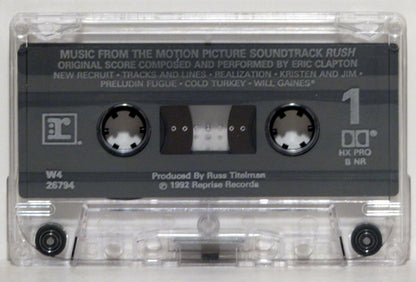 MUSIC FROM THE MOTION PICTURE SOUNDTRACK RUSH
ORIGINAL SCORE COMPOSED AND PERFORMED BY ERIC CLAPTON
NEW RECRUIT • TRACKS AND LINES • REALIZATION • KRISTEN AND JIM •
PRELUDIN FUGUE • COLD TURKEY • WILL GAINES
r
1
HX PRO
B NR
W4
26794
Produced By Russ Titelman
℗ 1992 Reprise Records